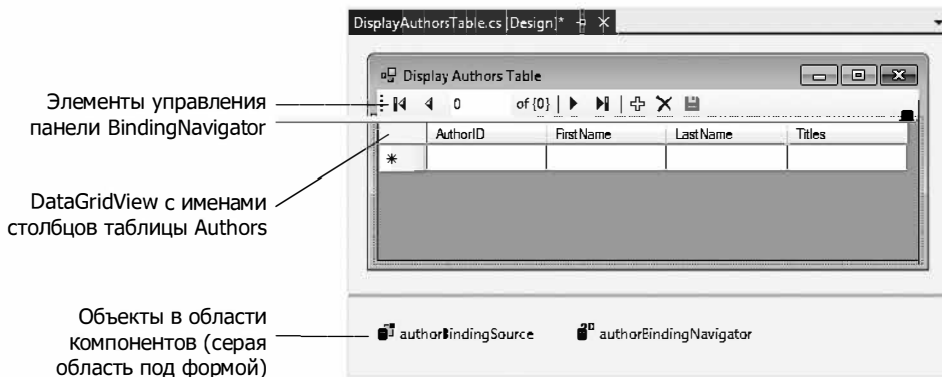 DisplayAuthorsTable.cs [Design]*
Display Authors Table
Элементы управления
панели BindingNavigator
0 of {0}
AuthorID FirstName LastName Titles
DataGridView с именами
столбцов таблицы Authors
Объекты в области
компонентов (серая
область под формой)
authorBindingSource authorBindingNavigator